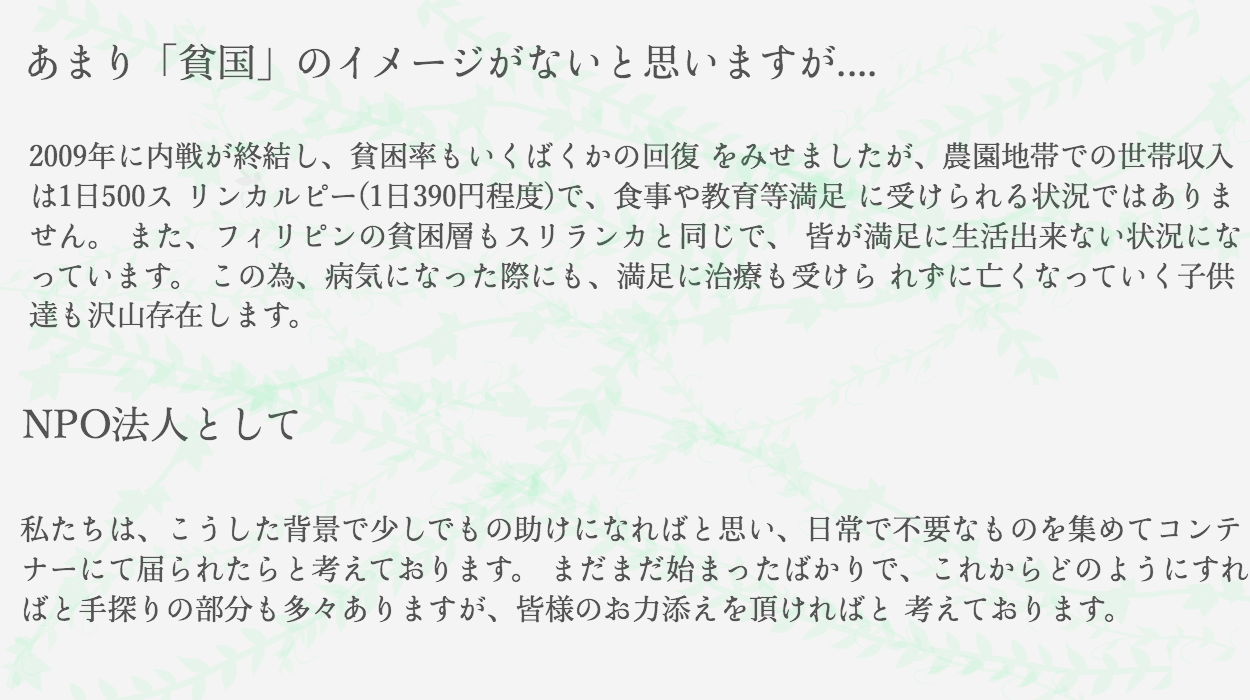 あまり「貧国」のイメージがないと思いますが....
2009年に内戦が終結し、貧困率もいくばくかの回復 をみせましたが、農園地帯での世帯収入
は1日500ス リンカルピー(1日390円程度)で、食事や教育等満足 に受けられる状況ではありま
せん。 また、フィリピンの貧困層もスリランカと同じで、 皆が満足に生活出来ない状況にな
っています。 この為、病気になった際にも、満足に治療も受けら れずに亡くなっていく子供
達も沢山存在します。
NPO法人として
私たちは、こうした背景で少しでもの助けになればと思い、日常で不要なものを集めてコンテ
ナーにて届られたらと考えております。 まだまだ始まったばかりで、これからどのようにすれ
ばと手探りの部分も多々ありますが、皆様のお力添えを頂ければと 考えております。